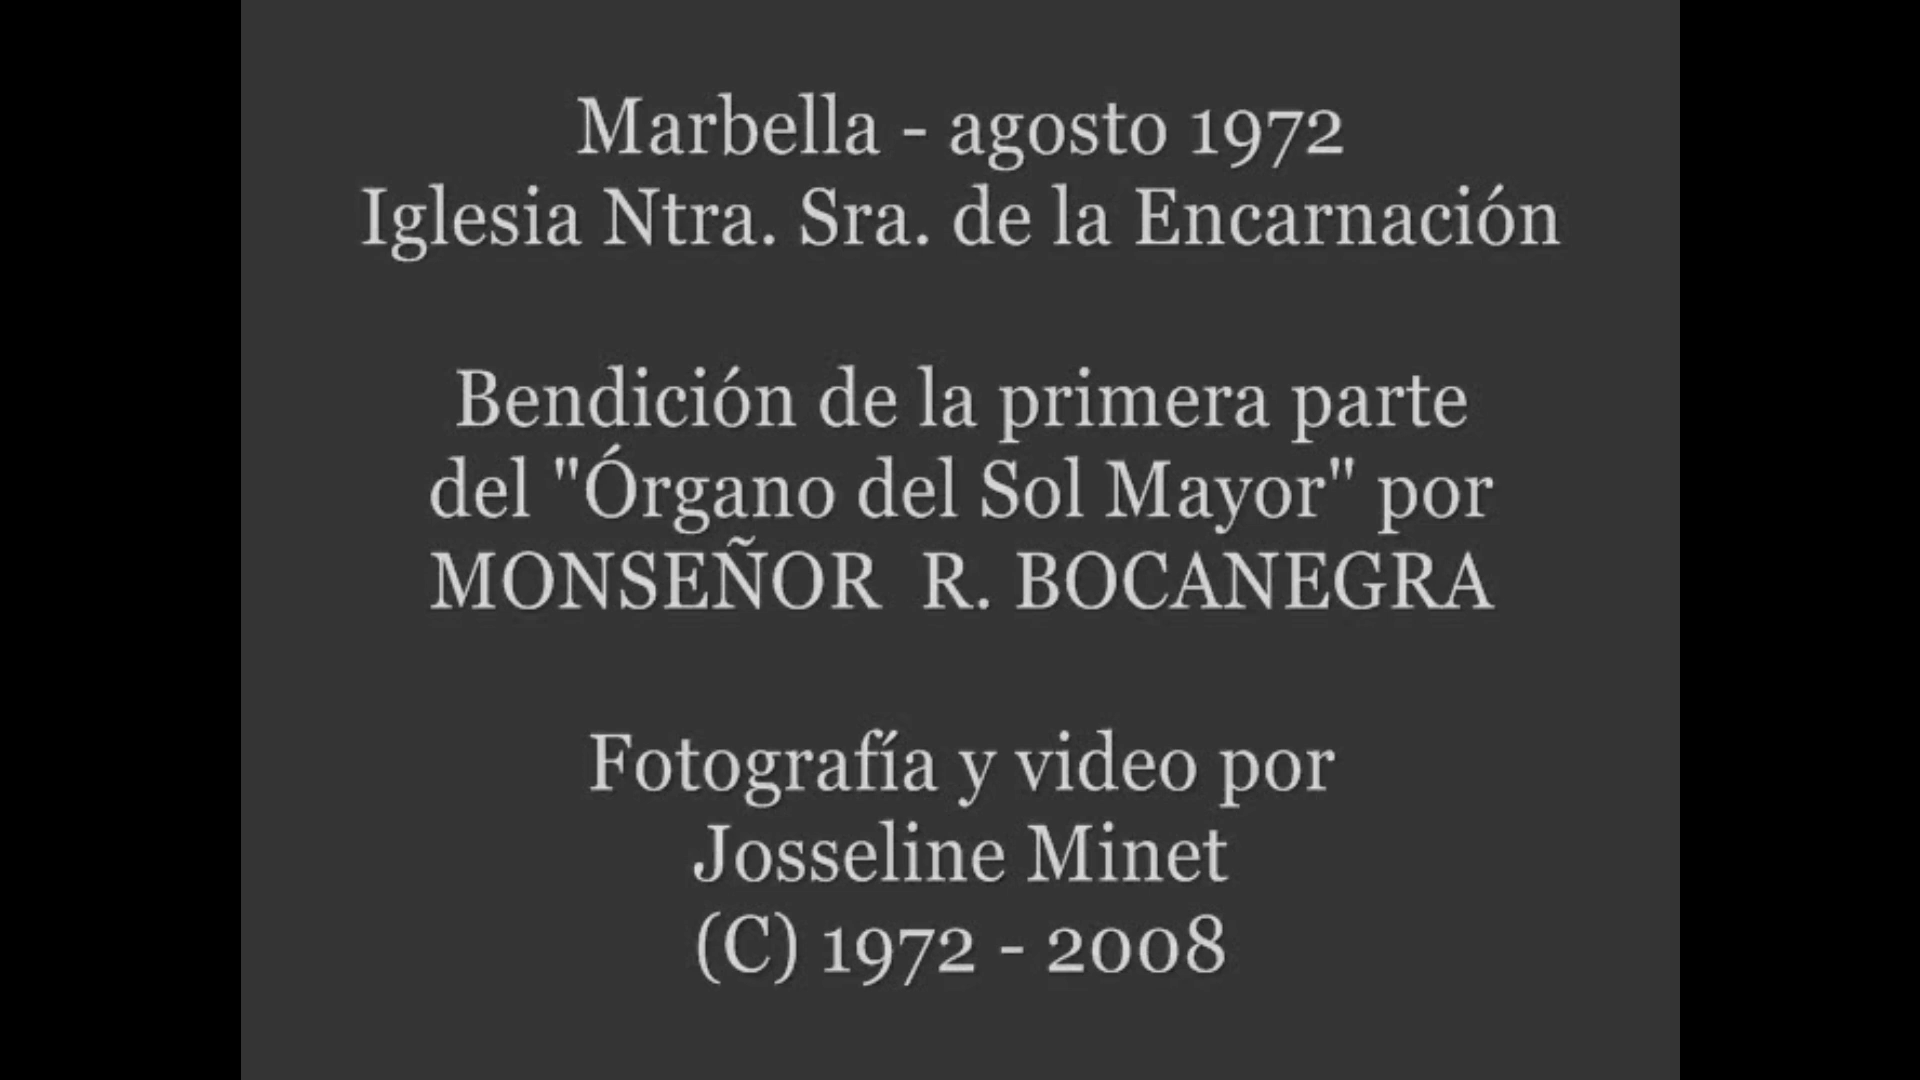 Marbella - agosto 1972
Iglesia Ntra. Sra. de la Encarnación
Bendición de la primera parte
del "Órgano del Sol Mayor" por
MONSEÑOR  R. BOCANEGRA
Fotografía y video por
Josseline Minet
(C) 1972 - 2008